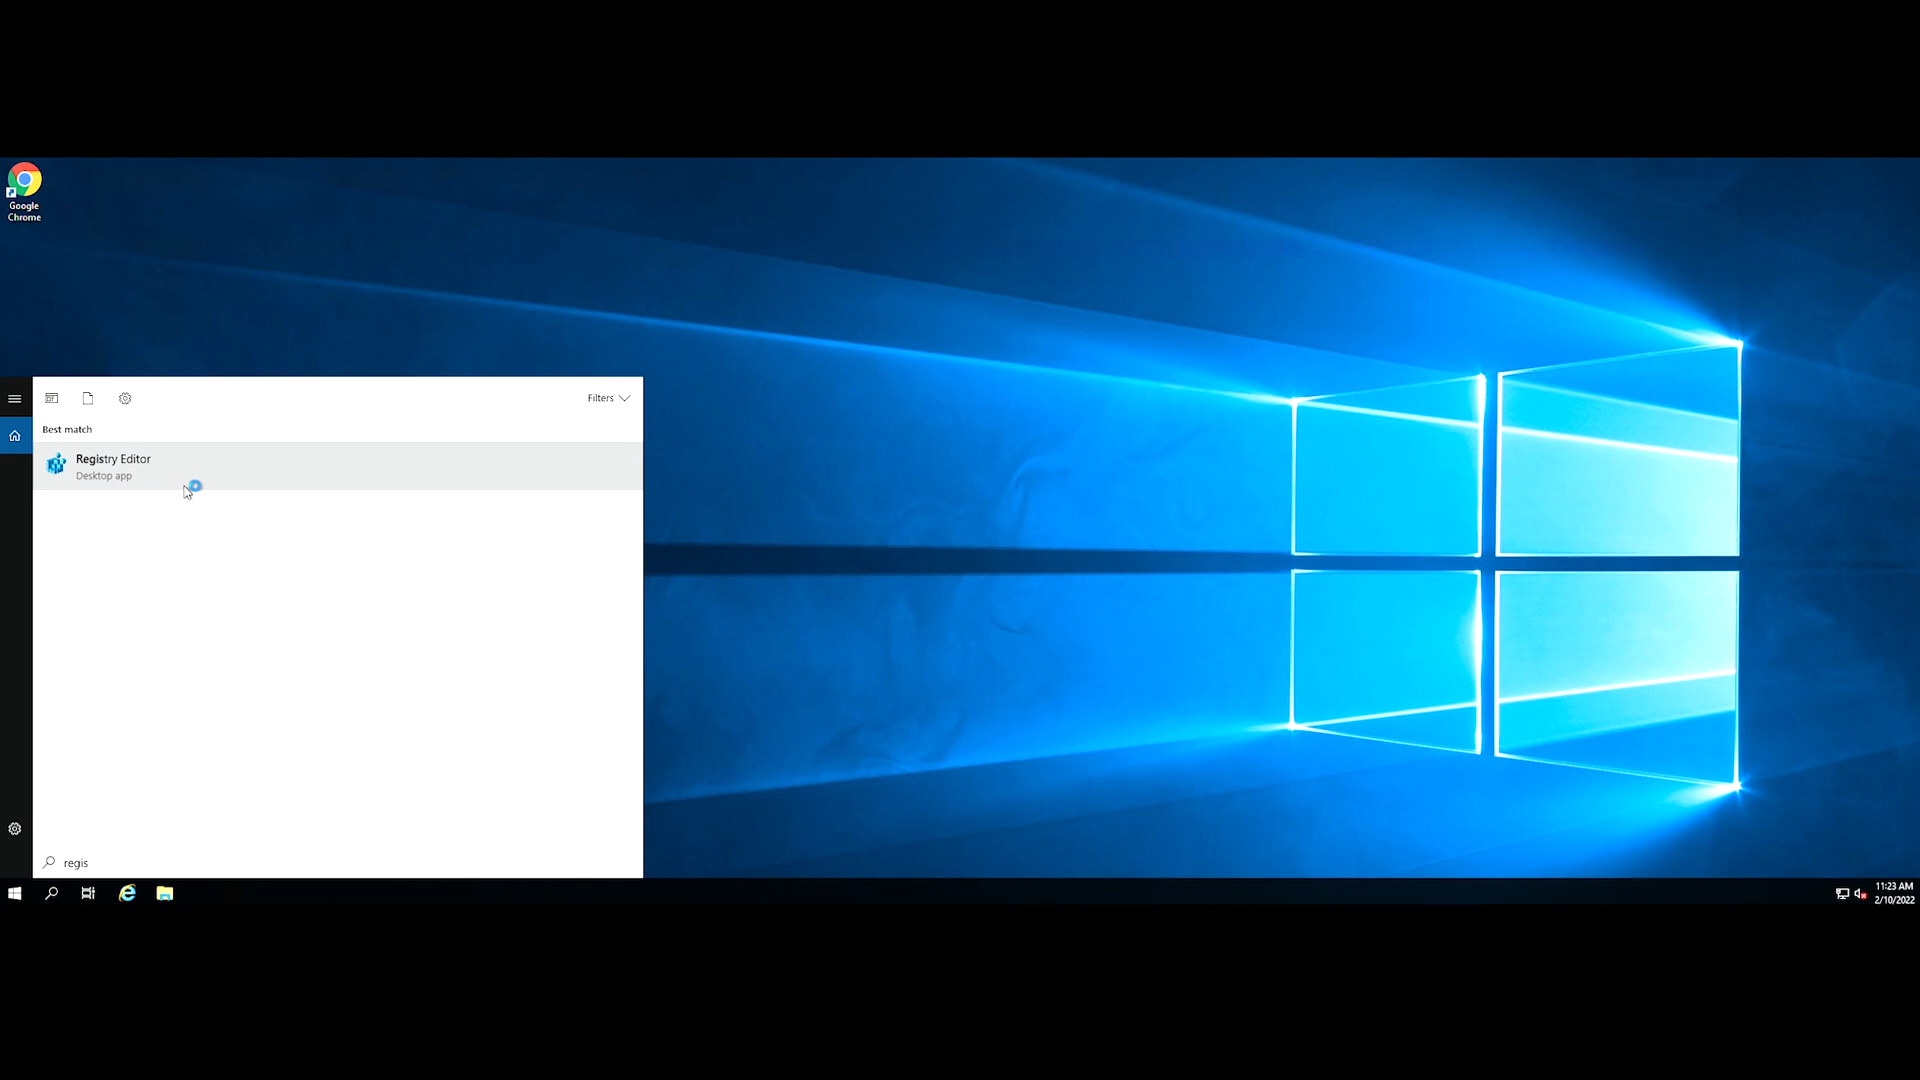 Google
Chrome
Filters
Best match
Registry Editor
Desktop app
regis
11:23 AM
2/10/2022